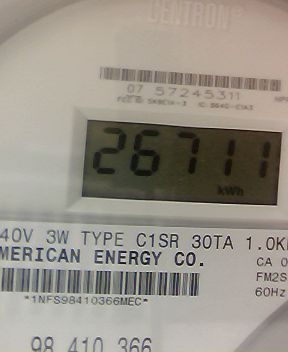 CENTRON
07 57245311
26711
kWh
40V 3W TYPE C1SR 30TA 1.0K
MERICAN ENERGY CO.
CA 0
FM2S
60Hz
*1NFS98410366MEC*
98 410 366